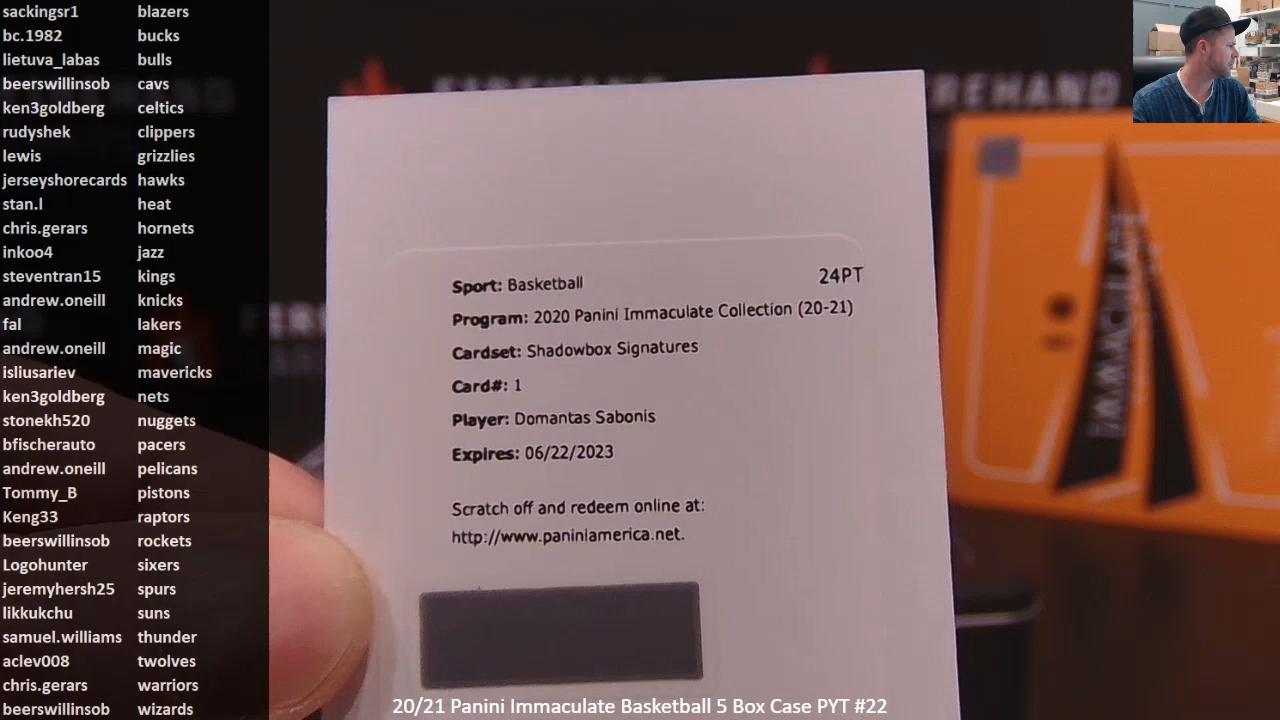 sackingsr1 blazers
bc.1982 bucks
lietuva_labas bulls
beerswillinsob cavs
ken3goldberg celtics
rudyshek clippers
lewis grizzlies
jerseyshorecards hawks
stan.l heat
chris.gerars hornets
inkoo4 jazz
steventran15 kings
andrew.oneill knicks
fal lakers
andrew.oneill magic
isliusariev mavericks
ken3goldberg nets
stonekh520 nuggets
bfischerauto pacers
andrew.oneill pelicans
Tommy_B pistons
Keng33 raptors
beerswillinsob rockets
Logohunter sixers
jeremyhersh25 spurs
likkukchu suns
samuel.williams thunder
aclev008 twolves
chris.gerars warriors
beerswillinsob wizards
FIREHAND
24PT
Sport: Basketball
Program: 2020 Panini Immaculate Collection (20-21)
Cardset: Shadowbox Signatures
Card#: 1
Player: Domantas Sabonis
Expires: 06/22/2023
Scratch off and redeem online at:
http://www.paniniamerica.net.
IMMACULATE
20/21 Panini Immaculate Basketball 5 Box Case PYT #22